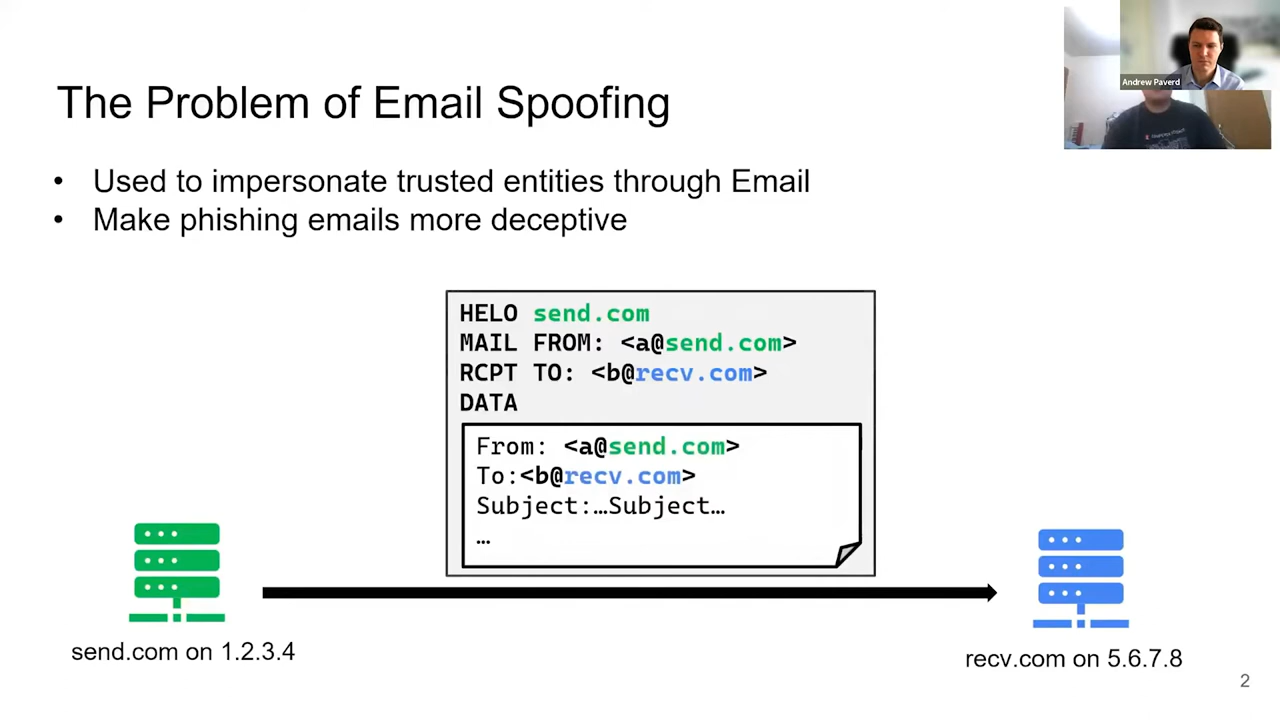 Andrew Paverd
The Problem of Email Spoofing
• Used to impersonate trusted entities through Email
• Make phishing emails more deceptive
HELO send.com
MAIL FROM: <a@send.com>
RCPT TO: <b@recv.com>
DATA
From: <a@send.com>
To:<b@recv.com>
Subject:…Subject…
…
send.com on 1.2.3.4
recv.com on 5.6.7.8
2